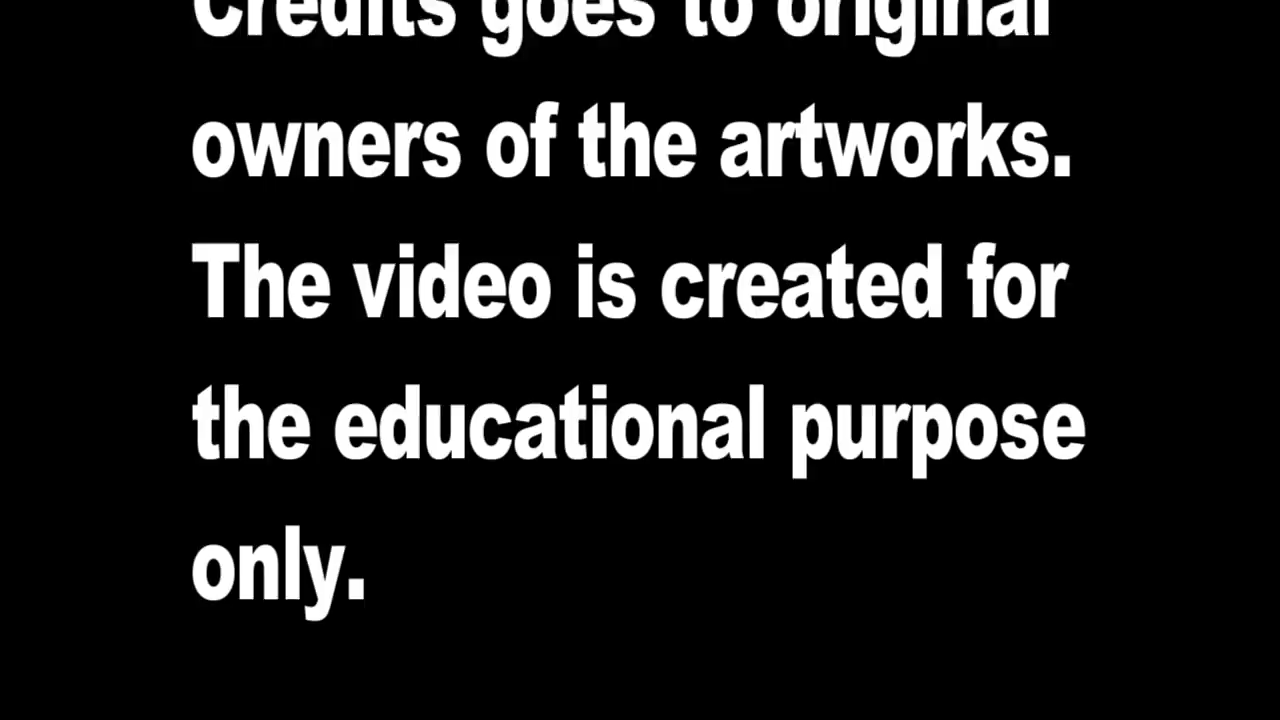 Credits goes to original
owners of the artworks.
The video is created for
the educational purpose
only.